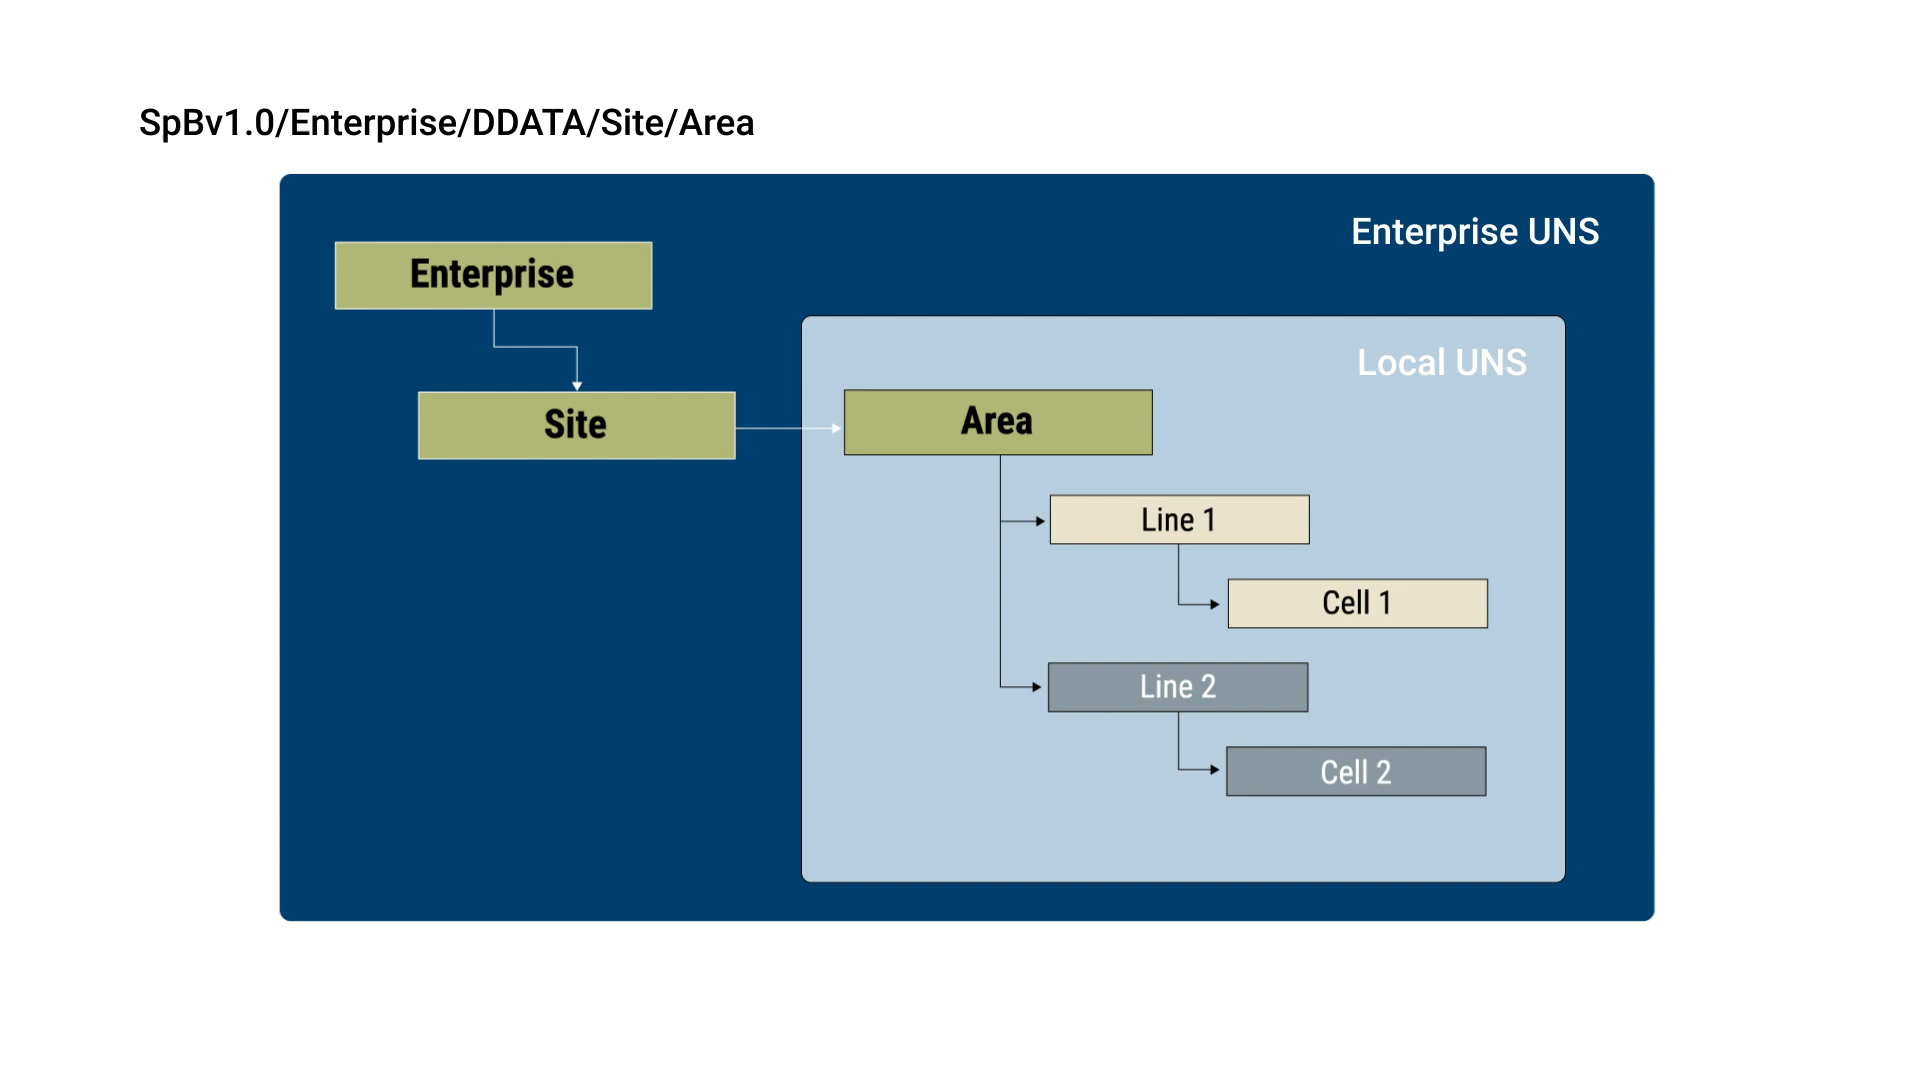 SpBv1.0/Enterprise/DDATA/Site/Area
Enterprise UNS
Enterprise
Local UNS
Site
Area
Line 1
Cell 1
Line 2
Cell 2